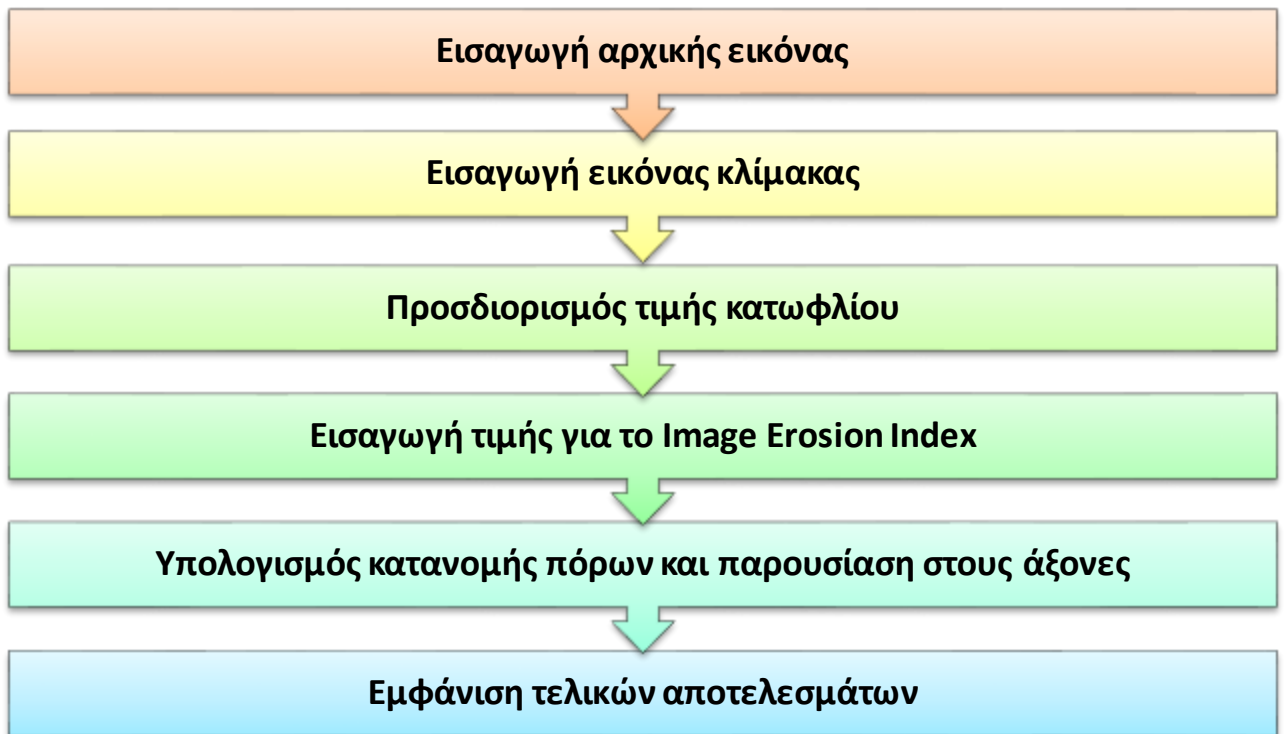 Εισαγωγή αρχικής εικόνας
Εισαγωγή εικόνας κλίμακας
Προσδιορισμός τιμής κατωφλίου
Εισαγωγή τιμής για το Image Erosion Index
Υπολογισμός κατανομής πόρων και παρουσίαση στους άξονες
Εμφάνιση τελικών αποτελεσμάτων